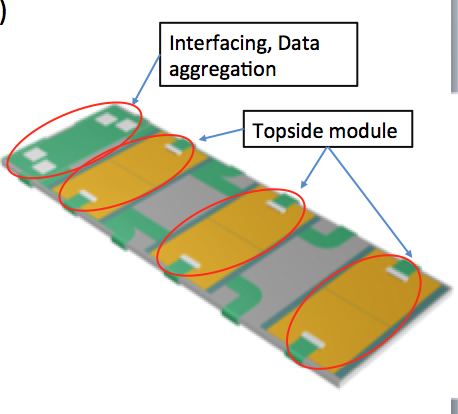 )
Interfacing, Data
aggregation
Topside module